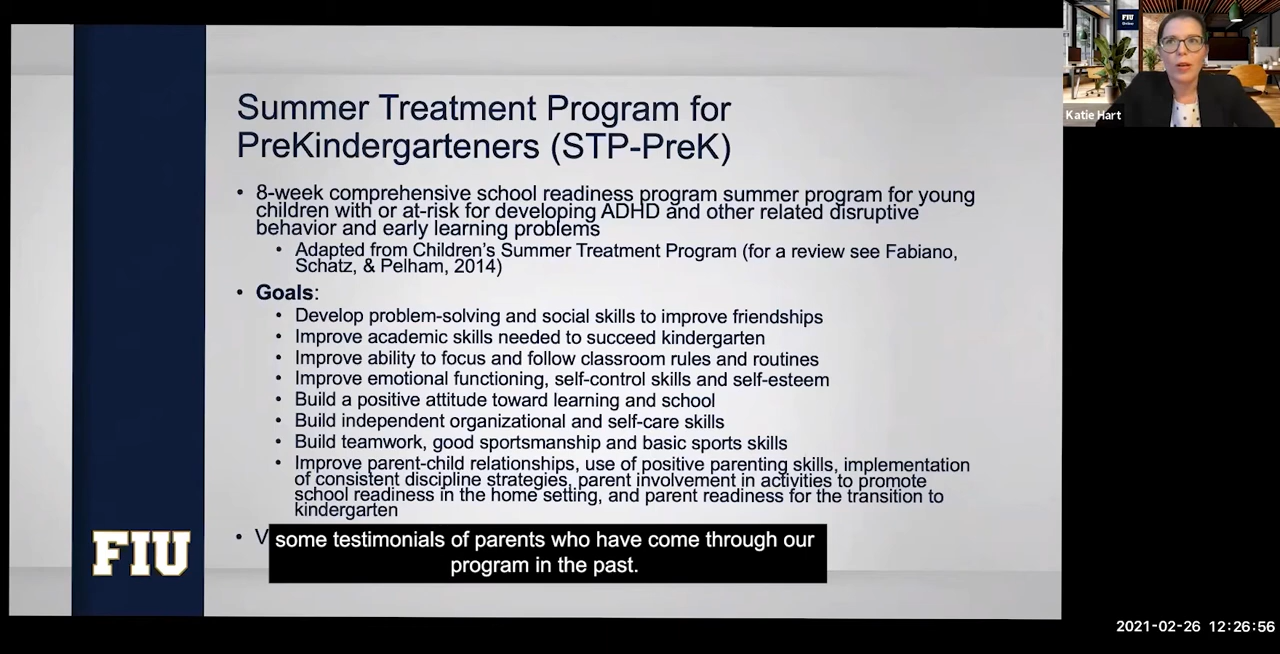 Summer Treatment Program for
PreKindergarteners (STP-PreK)
• 8-week comprehensive school readiness program summer program for young
children with or at-risk for developing ADHD and other related disruptive
behavior and early learning problems
• Adapted from Children's Summer Treatment Program (for a review see Fabiano,
Schatz, & Pelham, 2014)
• Goals:
• Develop problem-solving and social skills to improve friendships
• Improve academic skills needed to succeed kindergarten
• Improve ability to focus and follow classroom rules and routines
• Improve emotional functioning, self-control skills and self-esteem
• Build a positive attitude toward learning and school
• Build independent organizational and self-care skills
• Build teamwork, good sportsmanship and basic sports skills
• Improve parent-child relationships, use of positive parenting skills, implementation
of consistent discipline strategies, parent involvement in activities to promote
school readiness in the home setting, and parent readiness for the transition to
kindergarten
• V
some testimonials of parents who have come through our
program in the past.
FIU
FIU
Katie Hart
2021-02-26 12:26:56